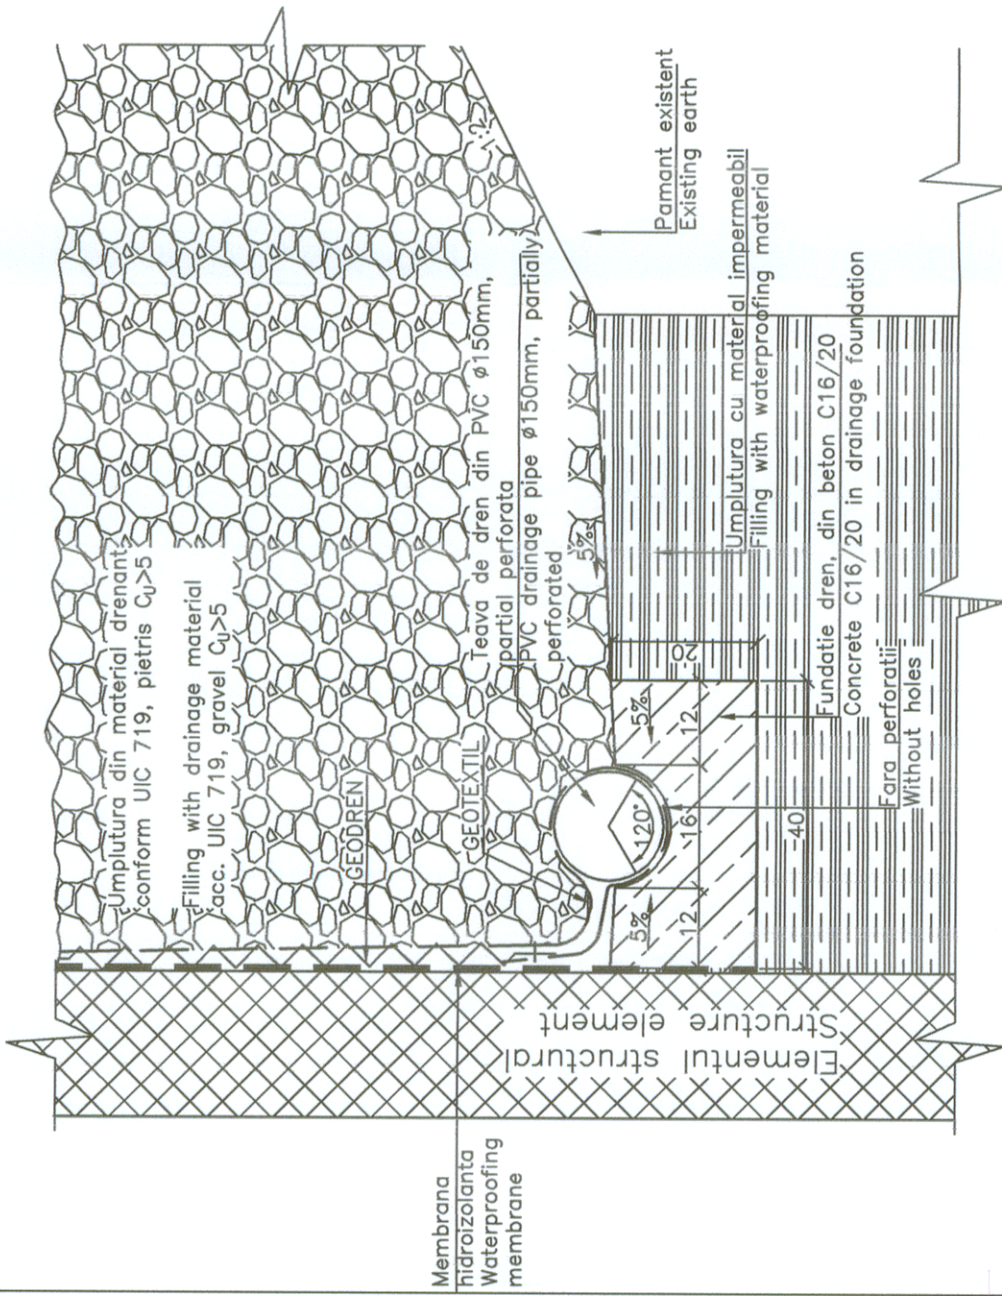 Umplutura din material drenant
conform UIC 719, pietris Cu>5
Filling with drainage material
acc. UIC 719, gravel Cu>5
GEODREN
GEOTEXTIL
Teava de dren din PVC ø150mm,
partial perforata
PVC drainage pipe ø150mm, partially
perforated
1:2
5%
Pamant existent
Existing earth
Umplutura cu material impermeabil
Filling with waterproofing material
Fundatie dren, din beton C16/20
Concrete C16/20 in drainage foundation
Fara perforatii
Without holes
120°
5%
5%
12
16
12
20
40
Membrana
hidroizolanta
Waterproofing
membrane
Elementul structural
Structure element